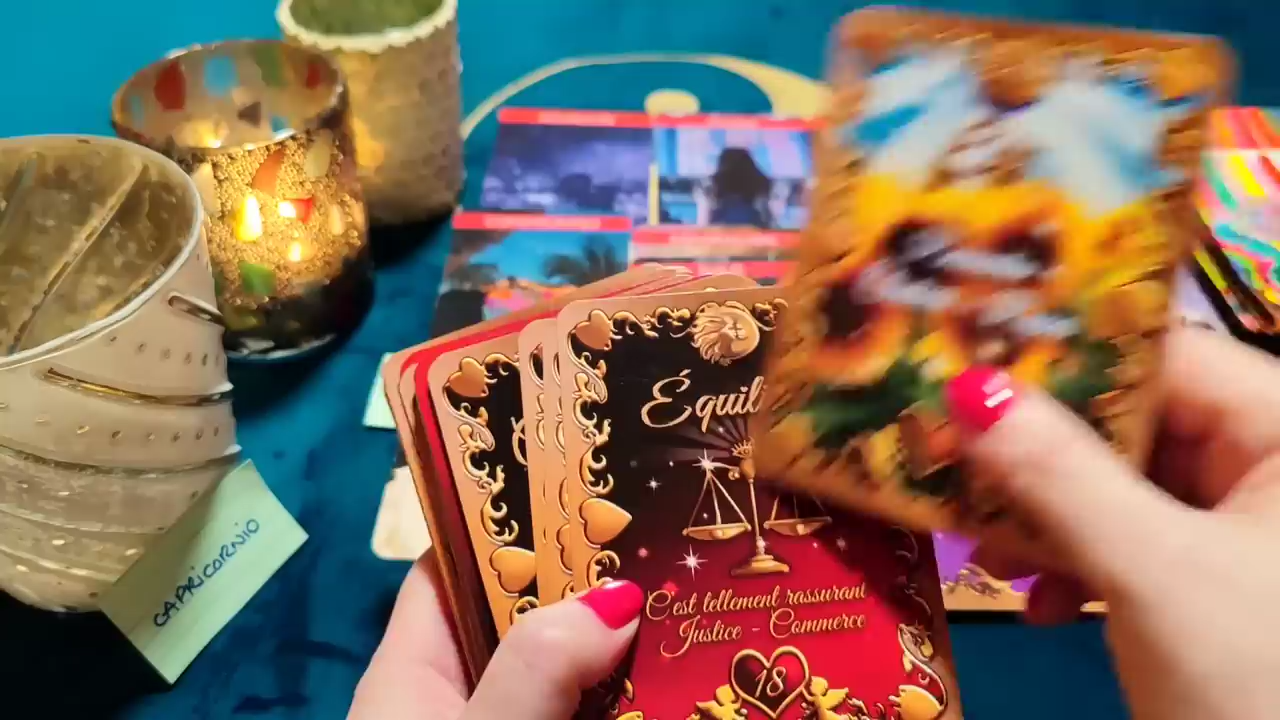 CAPRICORNIO
Équil
C'est tellement rassurant
Justice - Commerce
18